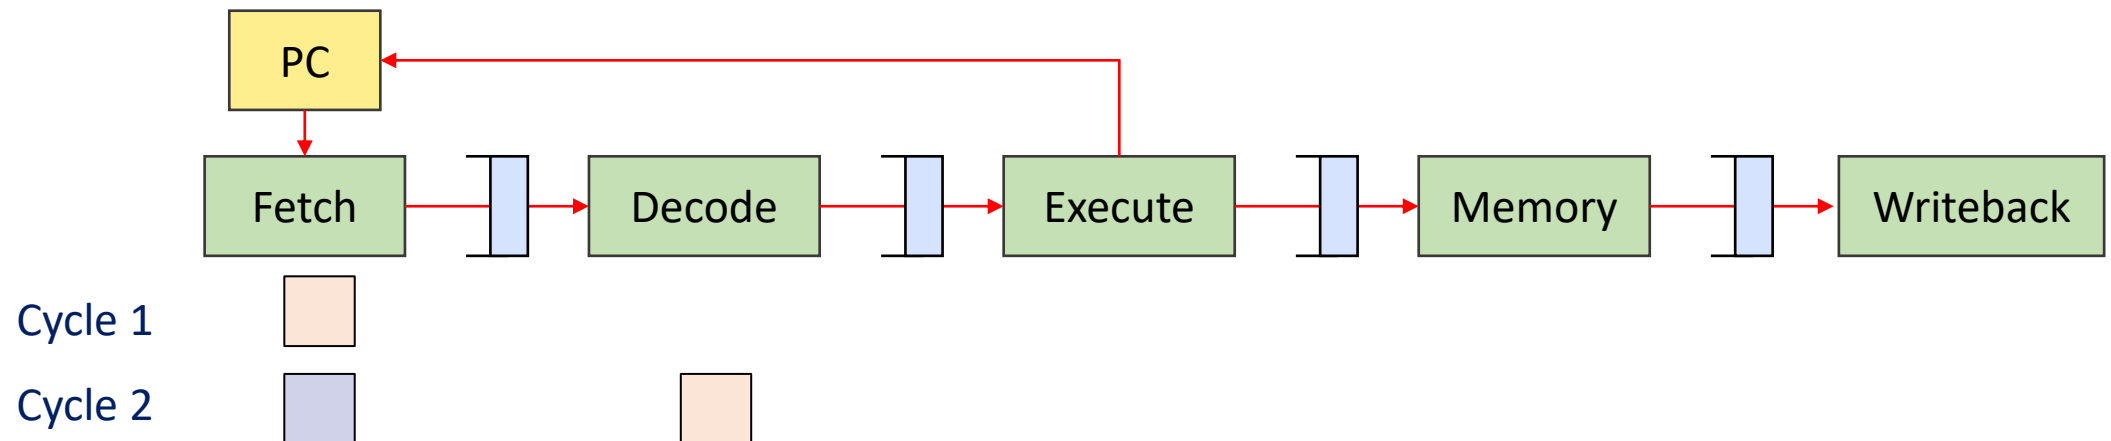 PC
Fetch
Decode
Execute
Memory
Writeback
Cycle 1
Cycle 2